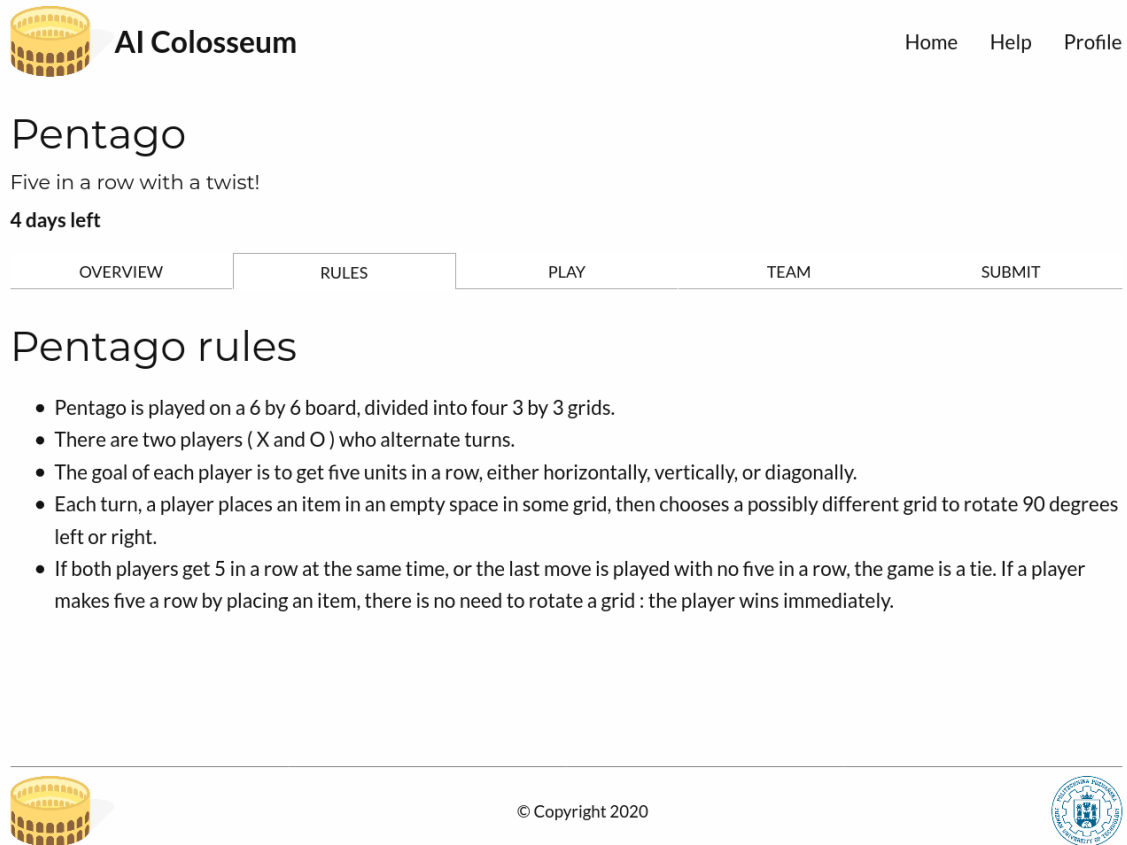 AI Colosseum
Home Help Profile
Pentago
Five in a row with a twist!
4 days left
OVERVIEW RULES PLAY TEAM SUBMIT
Pentago rules
• Pentago is played on a 6 by 6 board, divided into four 3 by 3 grids.
• There are two players ( X and O ) who alternate turns.
• The goal of each player is to get five units in a row, either horizontally, vertically, or diagonally.
• Each turn, a player places an item in an empty space in some grid, then chooses a possibly different grid to rotate 90 degrees
left or right.
• If both players get 5 in a row at the same time, or the last move is played with no five in a row, the game is a tie. If a player
makes five a row by placing an item, there is no need to rotate a grid : the player wins immediately.
© Copyright 2020
POLITECHNIKA POZNAŃSKA
POZNAN UNIVERSITY OF TECHNOLOGY